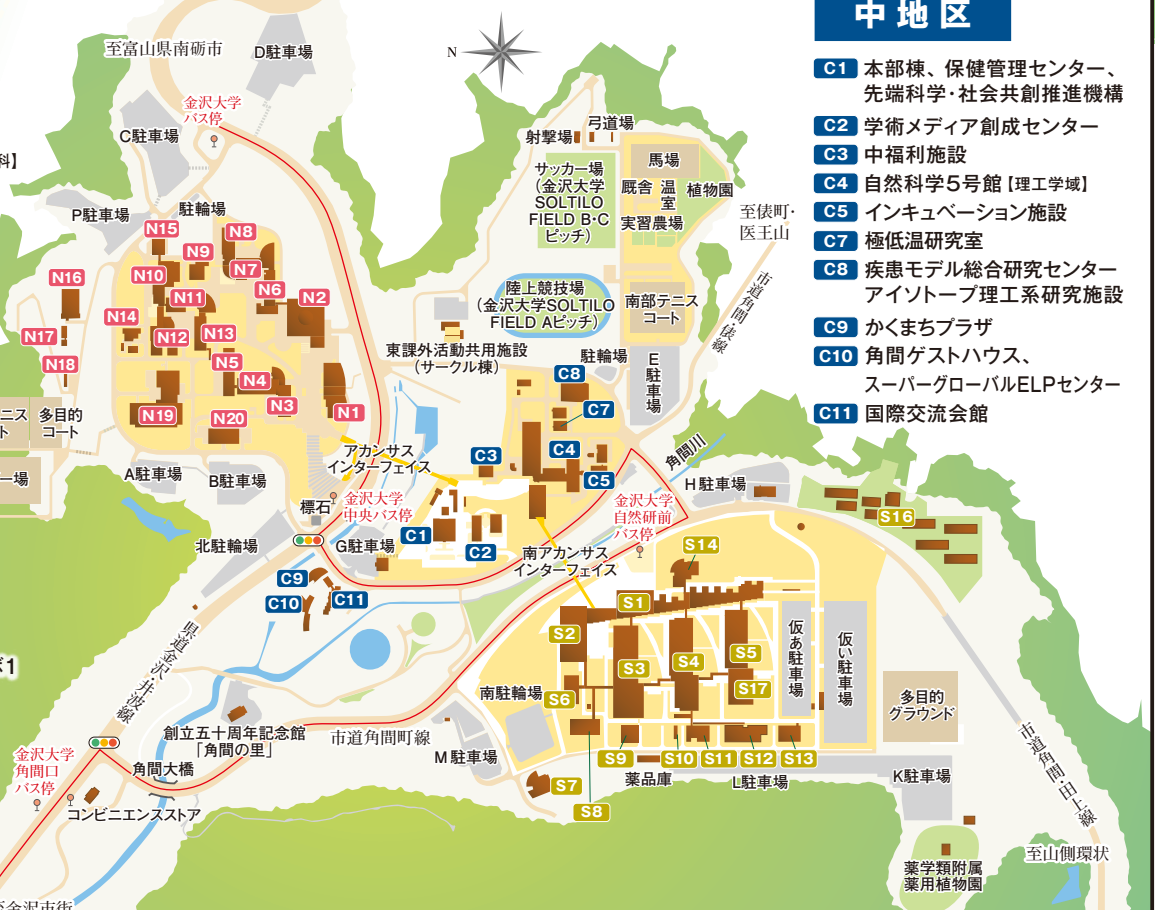 中地区
C1 本部棟、保健管理センター、
先端科学・社会共創推進機構
C2 学術メディア創成センター
C3 中福利施設
C4 自然科学5号館【理工学域】
C5 インキュベーション施設
C7 極低温研究室
C8 疾患モデル総合研究センター
アイソトープ理工系研究施設
C9 かくまちプラザ
C10 角間ゲストハウス、
スーパーグローバルELPセンター
C11 国際交流会館
至富山県南砺市
D駐車場
N
金沢大学
バス停
C駐車場
科】
P駐車場
駐輪場
射撃場
弓道場
馬場
サッカー場
(金沢大学
SOLTILO
FIELD B・C
ピッチ)
厩舎
温室
植物園
実習農場
至俵町・
医王山
市道角間・俵線
N15
N8
N9
N7
N16
N10
N6
N2
N11
N14
N17
N12
N13
N18
N5
N4
N3
N1
N19
N20
陸上競技場
(金沢大学SOLTILO
FIELD Aピッチ)
南部テニス
コート
東課外活動共用施設
(サークル棟)
駐輪場
E駐車場
C8
C7
C4
C3
C5
ニス
ト
多目的
コート
一場
A駐車場
B駐車場
アカンサス
インターフェイス
角間川
H駐車場
標石
金沢大学
中央バス停
金沢大学
自然研前
バス停
S16
C1
C2
北駐輪場
G駐車場
南アカンサス
インターフェイス
S14
C9
C10
C11
S1
S2
S3
S4
S5
S6
S17
仮あ駐車場
仮い駐車場
県道金沢・井波線
1
南駐輪場
多目的
グラウンド
創立五十周年記念館
「角間の里」
市道角間町線
M駐車場
S9
S10
S11
S12
S13
薬品庫
L駐車場
K駐車場
市道角間・田上線
金沢大学
角間口
バス停
角間大橋
コンビニエンスストア
S7
S8
至山側環状
薬学類附属
薬用植物園
至金沢市街